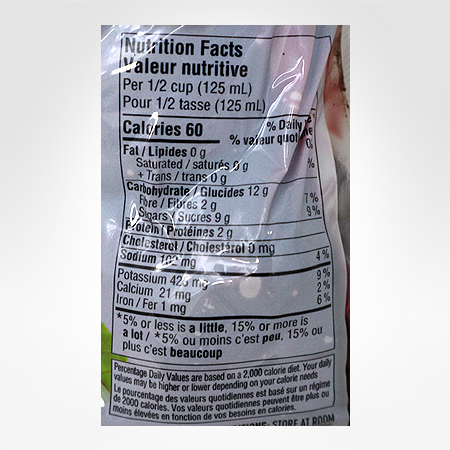 Nutrition Facts
Valeur nutritive
Per 1/2 cup (125 mL)
Pour 1/2 tasse (125 mL)
Calories 60
% Daily
% valeur
Fat / Lipides 0 g
Saturated / saturés 0 g
+ Trans / trans 0 g
%
Carbohydrate / Glucides 12 g
Fibre / Fibres 2 g 7 %
Sugars / Sucres 9 g 9 %
Protein / Protéines 2 g
Cholesterol / Cholestérol 0 mg
Sodium mg 4 %
Potassium mg 9 %
Calcium 21 mg 2 %
Iron / Fer 1 mg 6 %
*5% or less is a little, 15% or more is
a lot / *5% ou moins c'est peu, 15% ou
plus c'est beaucoup
Percentage Daily Values are based on a 2,000 calorie diet. Your daily
values may be higher or lower depending on your calorie needs
Le pourcentage des valeurs quotidiennes est basé sur un régime
de 2000 calories. Vos valeurs quotidiennes peuvent être plus ou
moins élevées en fonction de vos besoins en calories.
STORE AT ROOM